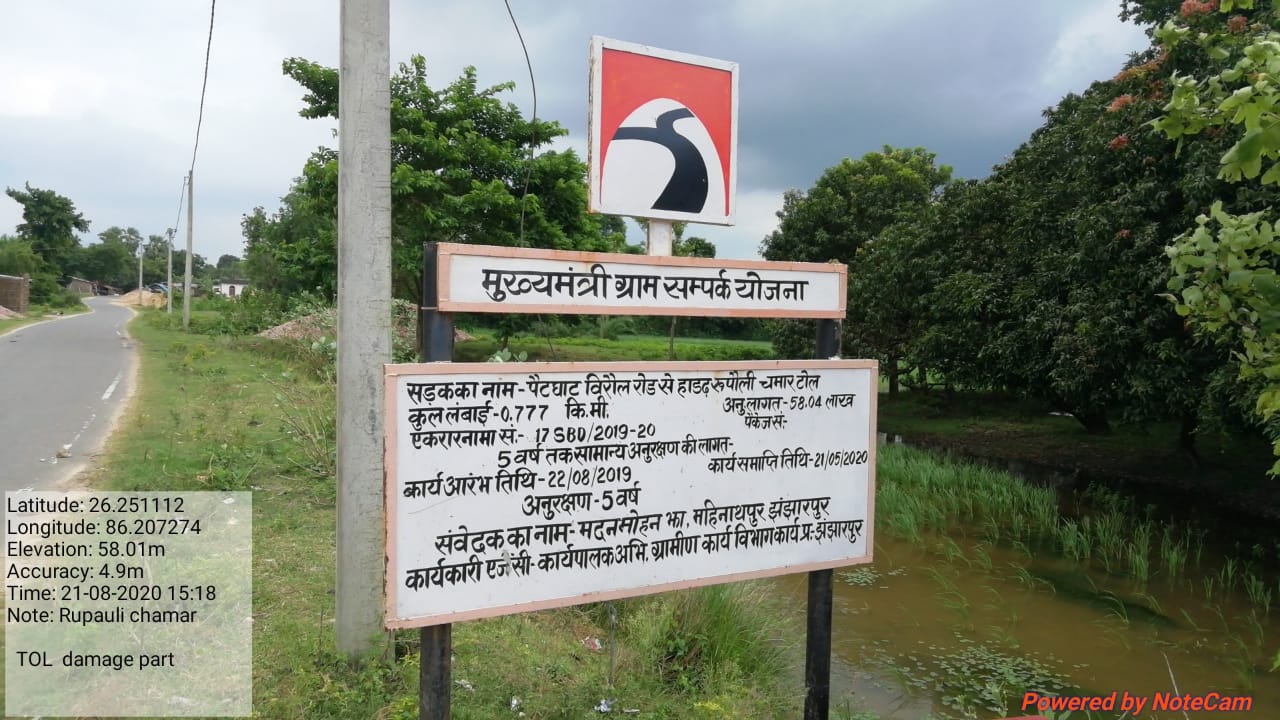 मुख्यमंत्री ग्राम सम्पर्क योजना
सड़क का नाम - पैटघाट विरौल रोड से हाइढ़ रूपौली चमार टोल
कुल लंबाई - 0.777 कि.मी. अनु. लागत - 58.04 लाख
पैकेज सं:-
एकरारनामा सं:- 17 SBD/2019-20
5 वर्ष तक सामान्य अनुरक्षण की लागत-
कार्य आरंभ तिथि - 22/08/2019 कार्य समाप्ति तिथि - 21/05/2020
अनुरक्षण - 5 वर्ष
संवेदक का नाम - मदन मोहन झा, महिनाथपुर झंझारपुर
कार्यकारी एजेंसी - कार्यपालक अभि. ग्रामीण कार्य विभाग कार्य प्र: झंझारपुर
Latitude: 26.251112
Longitude: 86.207274
Elevation: 58.01m
Accuracy: 4.9m
Time: 21-08-2020 15:18
Note: Rupauli chamar
TOL damage part
Powered by NoteCam